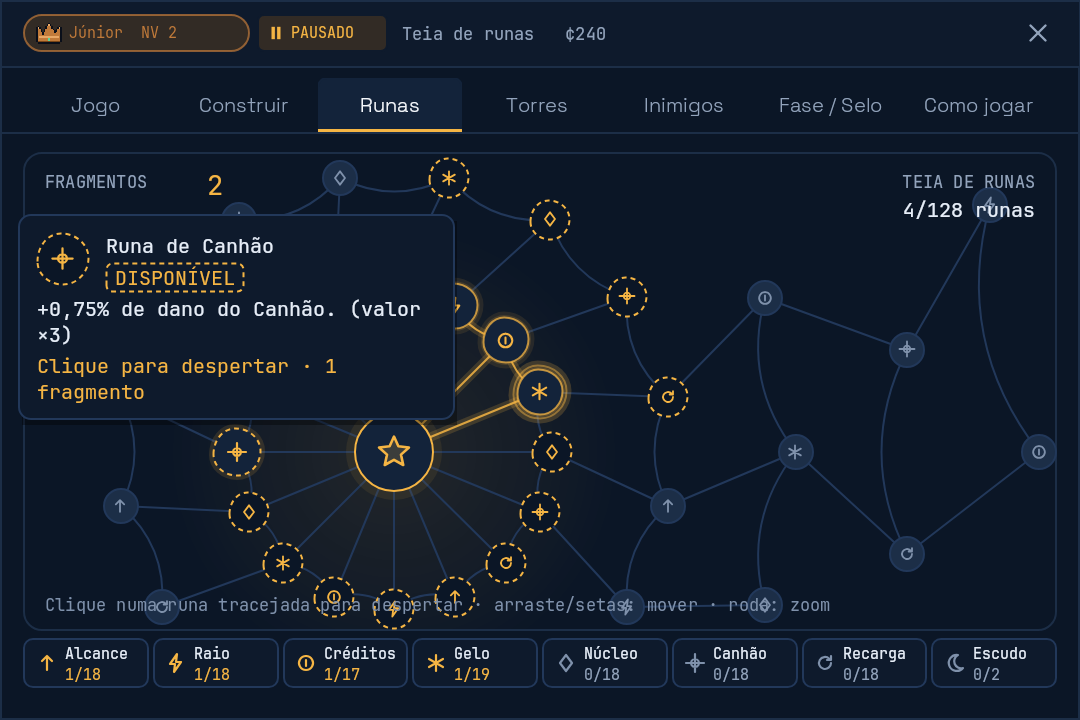 Júnior NV 2 PAUSADO Teia de runas ¢240
Jogo Construir Runas Torres Inimigos Fase / Selo Como jogar
FRAGMENTOS 2
TEIA DE RUNAS
4/128 runas
Runa de Canhão
DISPONÍVEL
+0,75% de dano do Canhão. (valor
×3)
Clique para despertar · 1
fragmento
Clique numa runa tracejada para despertar · arraste/setas: mover · roda: zoom
Alcance Raio Créditos Gelo Núcleo Canhão Recarga Escudo
1/18 1/18 1/17 1/19 0/18 0/18 0/18 0/2